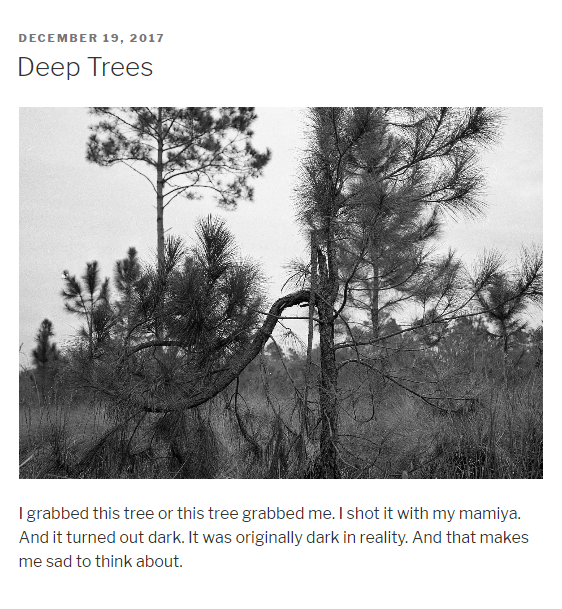 DECEMBER 19, 2017
Deep Trees
I grabbed this tree or this tree grabbed me. I shot it with my mamiya.
And it turned out dark. It was originally dark in reality. And that makes
me sad to think about.